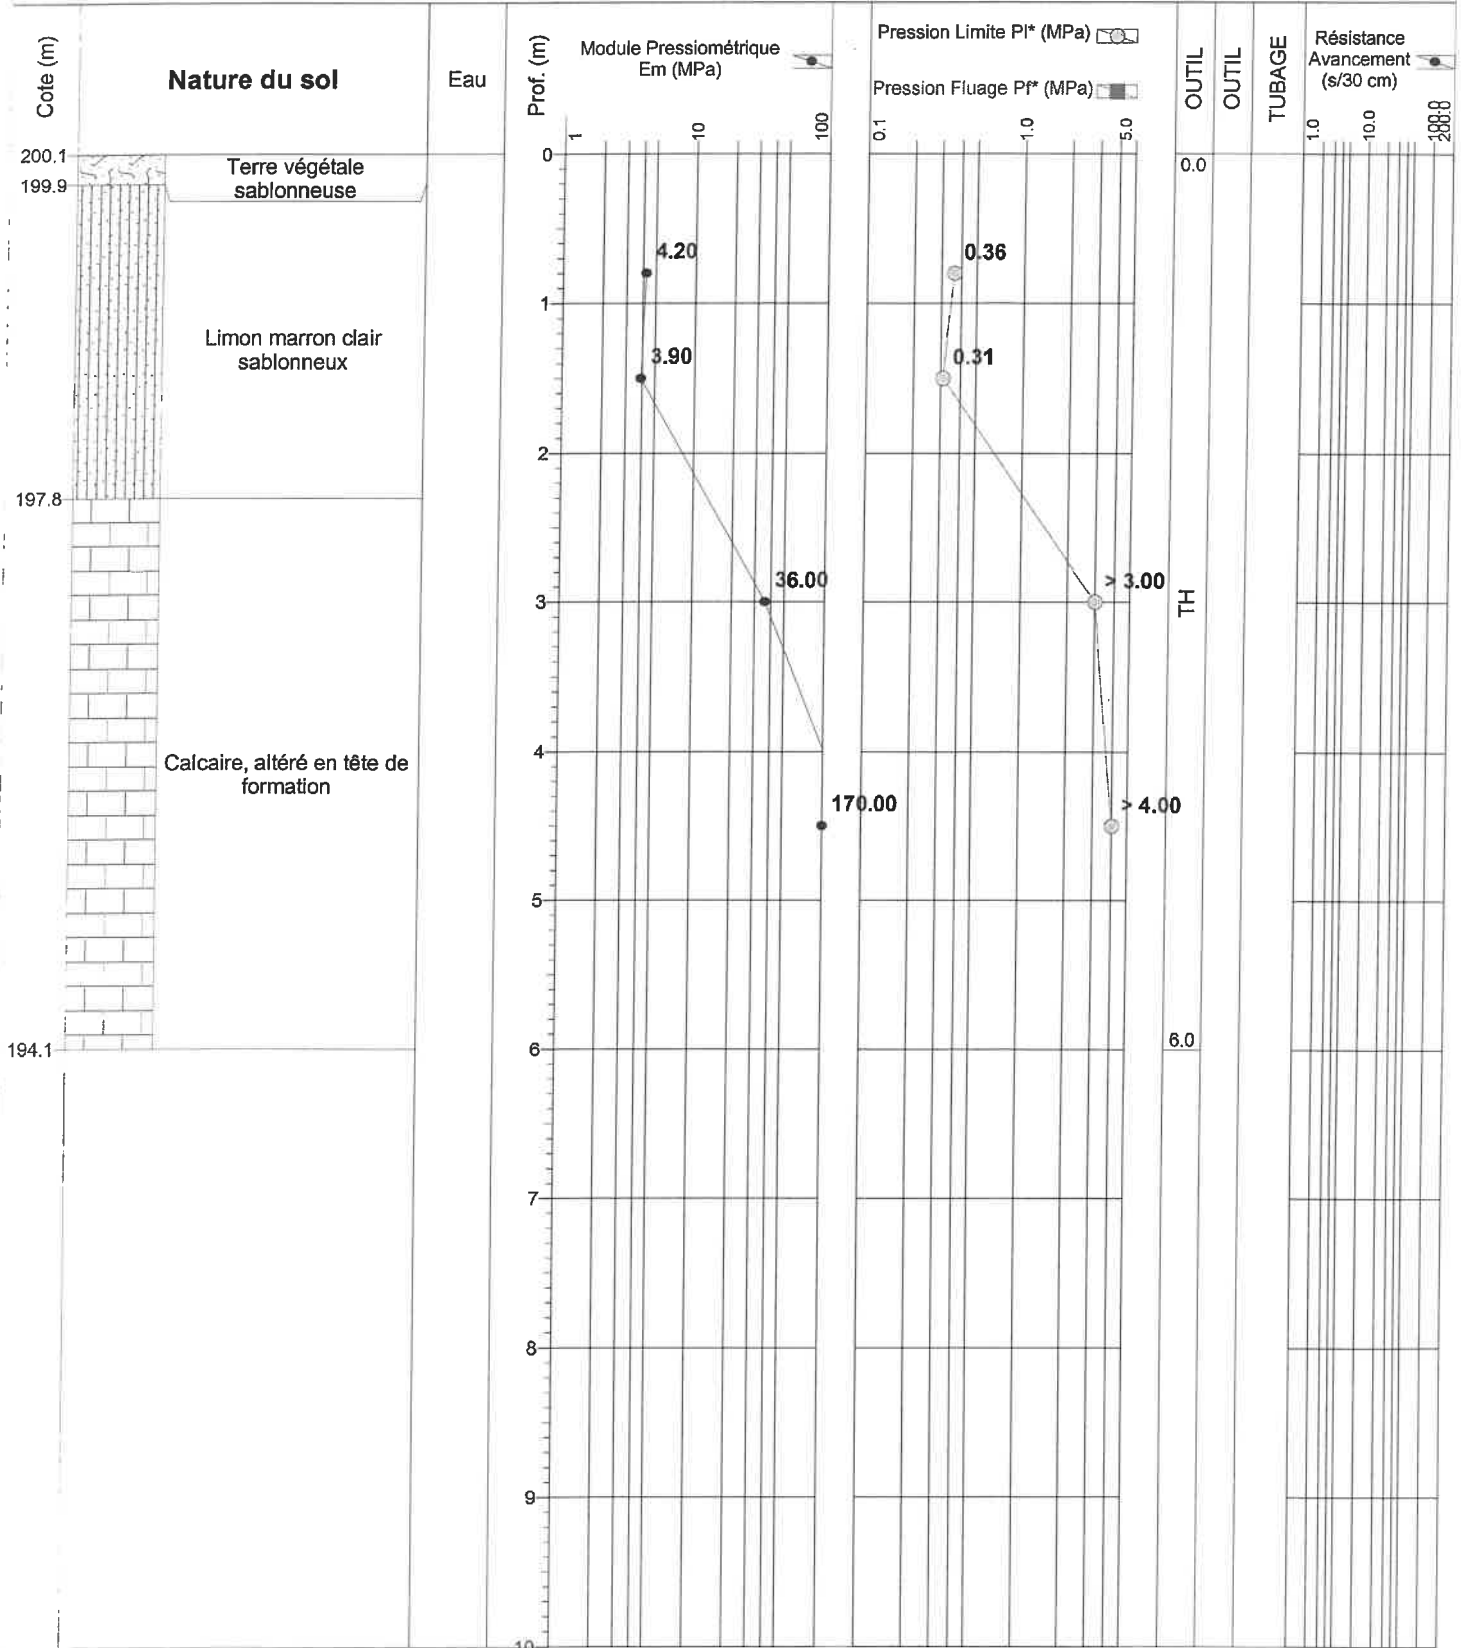 Cote (m)
Nature du sol
Eau
Prof. (m)
Module Pressiométrique
Em (MPa)
1
10
100
Pression Limite Pl* (MPa)
Pression Fluage Pf* (MPa)
0.1
1.0
5.0
OUTIL
OUTIL
TUBAGE
Résistance
Avancement
(s/30 cm)
1.0
10.0
100.0
200.0
200.1
199.9
197.8
194.1
Terre végétale
sablonneuse
Limon marron clair
sablonneux
Calcaire, altéré en tête de
formation
0
1
2
3
4
5
6
7
8
9
10
4.20
3.90
36.00
170.00
0.36
0.31
> 3.00
> 4.00
0.0
TH
6.0